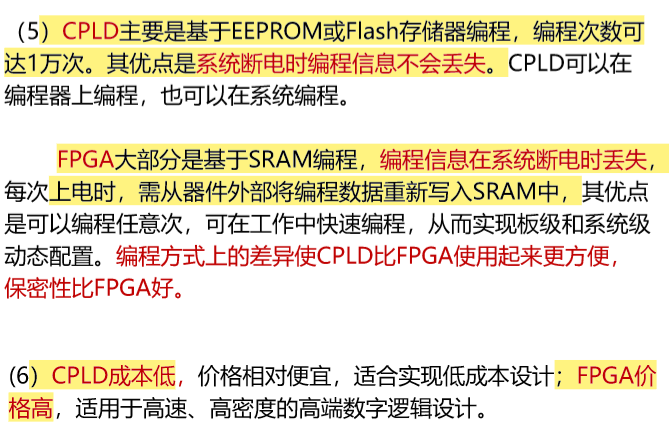 （5）CPLD主要是基于EEPROM或Flash存储器编程，编程次数可
达1万次。其优点是系统断电时编程信息不会丢失。CPLD可以在
编程器上编程，也可以在系统编程。
FPGA大部分是基于SRAM编程，编程信息在系统断电时丢失，
每次上电时，需从器件外部将编程数据重新写入SRAM中，其优点
是可以编程任意次，可在工作中快速编程，从而实现板级和系统级
动态配置。编程方式上的差异使CPLD比FPGA使用起来更方便，
保密性比FPGA好。
(6）CPLD成本低，价格相对便宜，适合实现低成本设计；FPGA价
格高，适用于高速、高密度的高端数字逻辑设计。